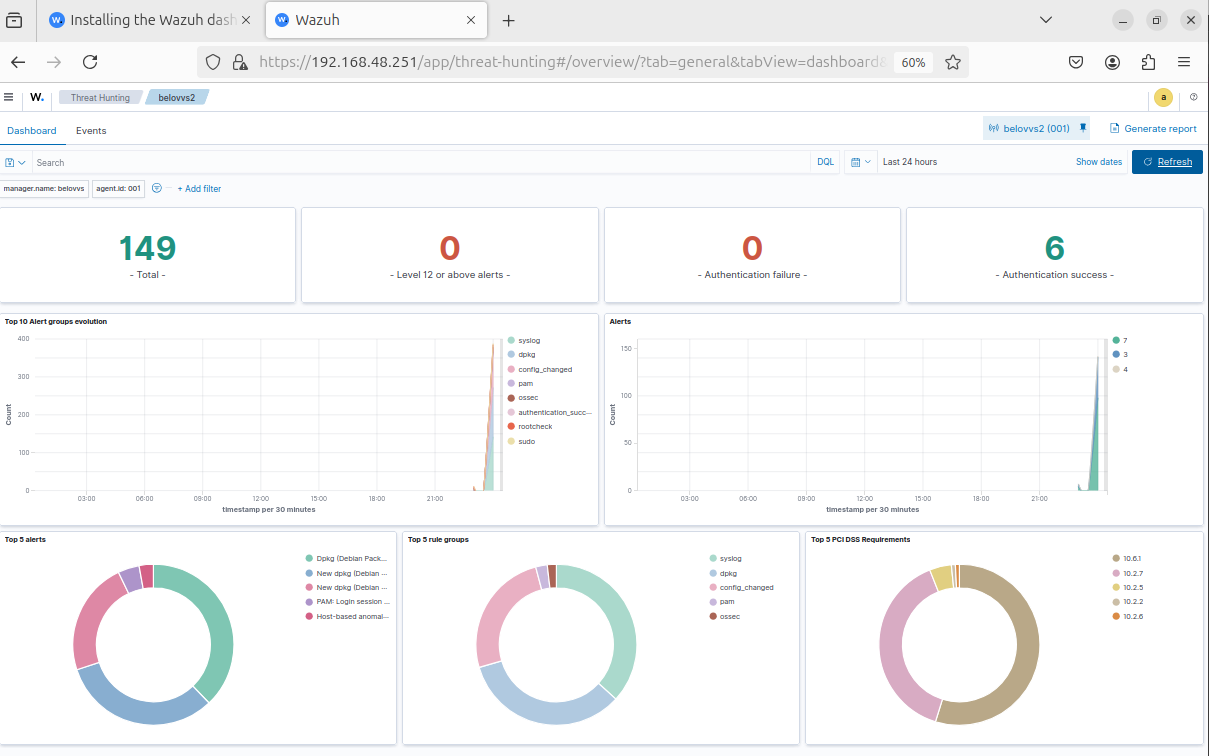 Installing the Wazuh dash
Wazuh
https://192.168.48.251/app/threat-hunting#/overview/?tab=general&tabView=dashboard&
60%
W.
Threat Hunting
belovvs2
a
Dashboard
Events
belovvs2 (001)
Generate report
Search
DQL
Last 24 hours
Show dates
Refresh
manager.name: belovvs
agent.id: 001
+ Add filter
149
- Total -
0
- Level 12 or above alerts -
0
- Authentication failure -
6
- Authentication success -
Top 10 Alert groups evolution
400
300
200
100
0
Count
03:00
06:00
09:00
12:00
15:00
18:00
21:00
timestamp per 30 minutes
syslog
dpkg
config_changed
pam
ossec
authentication_succ...
rootcheck
sudo
Alerts
150
100
50
0
Count
03:00
06:00
09:00
12:00
15:00
18:00
21:00
timestamp per 30 minutes
7
3
4
Top 5 alerts
Dpkg (Debian Pack...
New dpkg (Debian ...
New dpkg (Debian ...
PAM: Login session ...
Host-based anomal...
Top 5 rule groups
syslog
dpkg
config_changed
pam
ossec
Top 5 PCI DSS Requirements
10.6.1
10.2.7
10.2.5
10.2.2
10.2.6